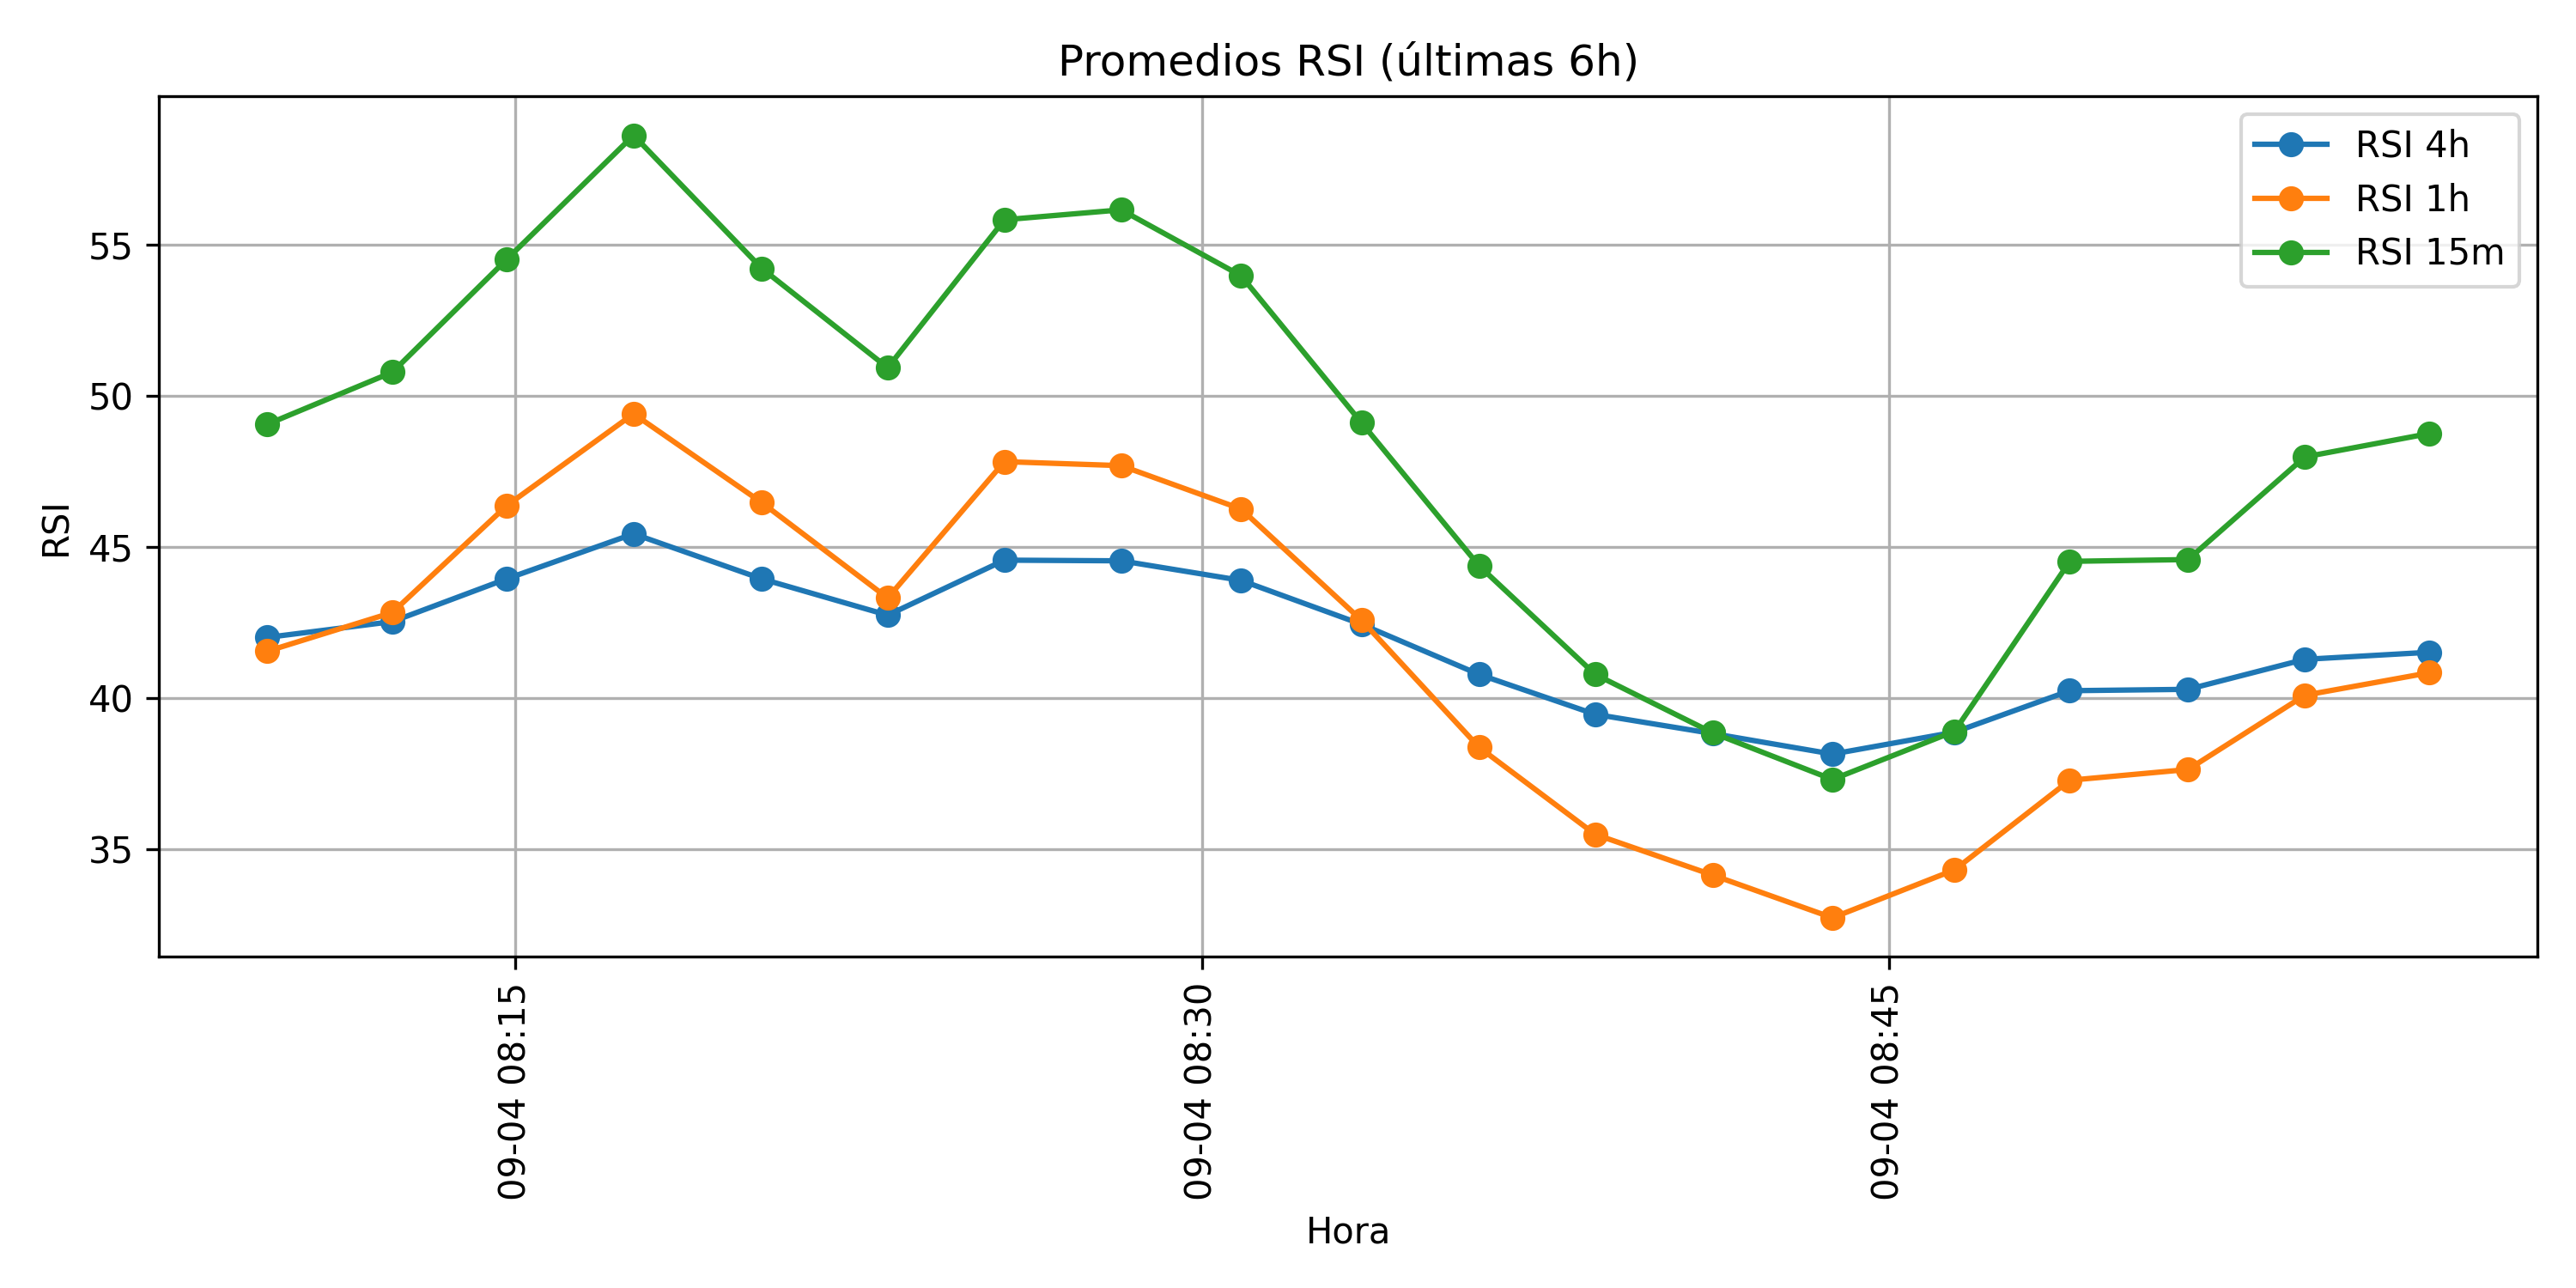 Promedios RSI (últimas 6h)
RSI 4h
RSI 1h
RSI 15m
RSI
55
50
45
40
35
09-04 08:15
09-04 08:30
09-04 08:45
Hora